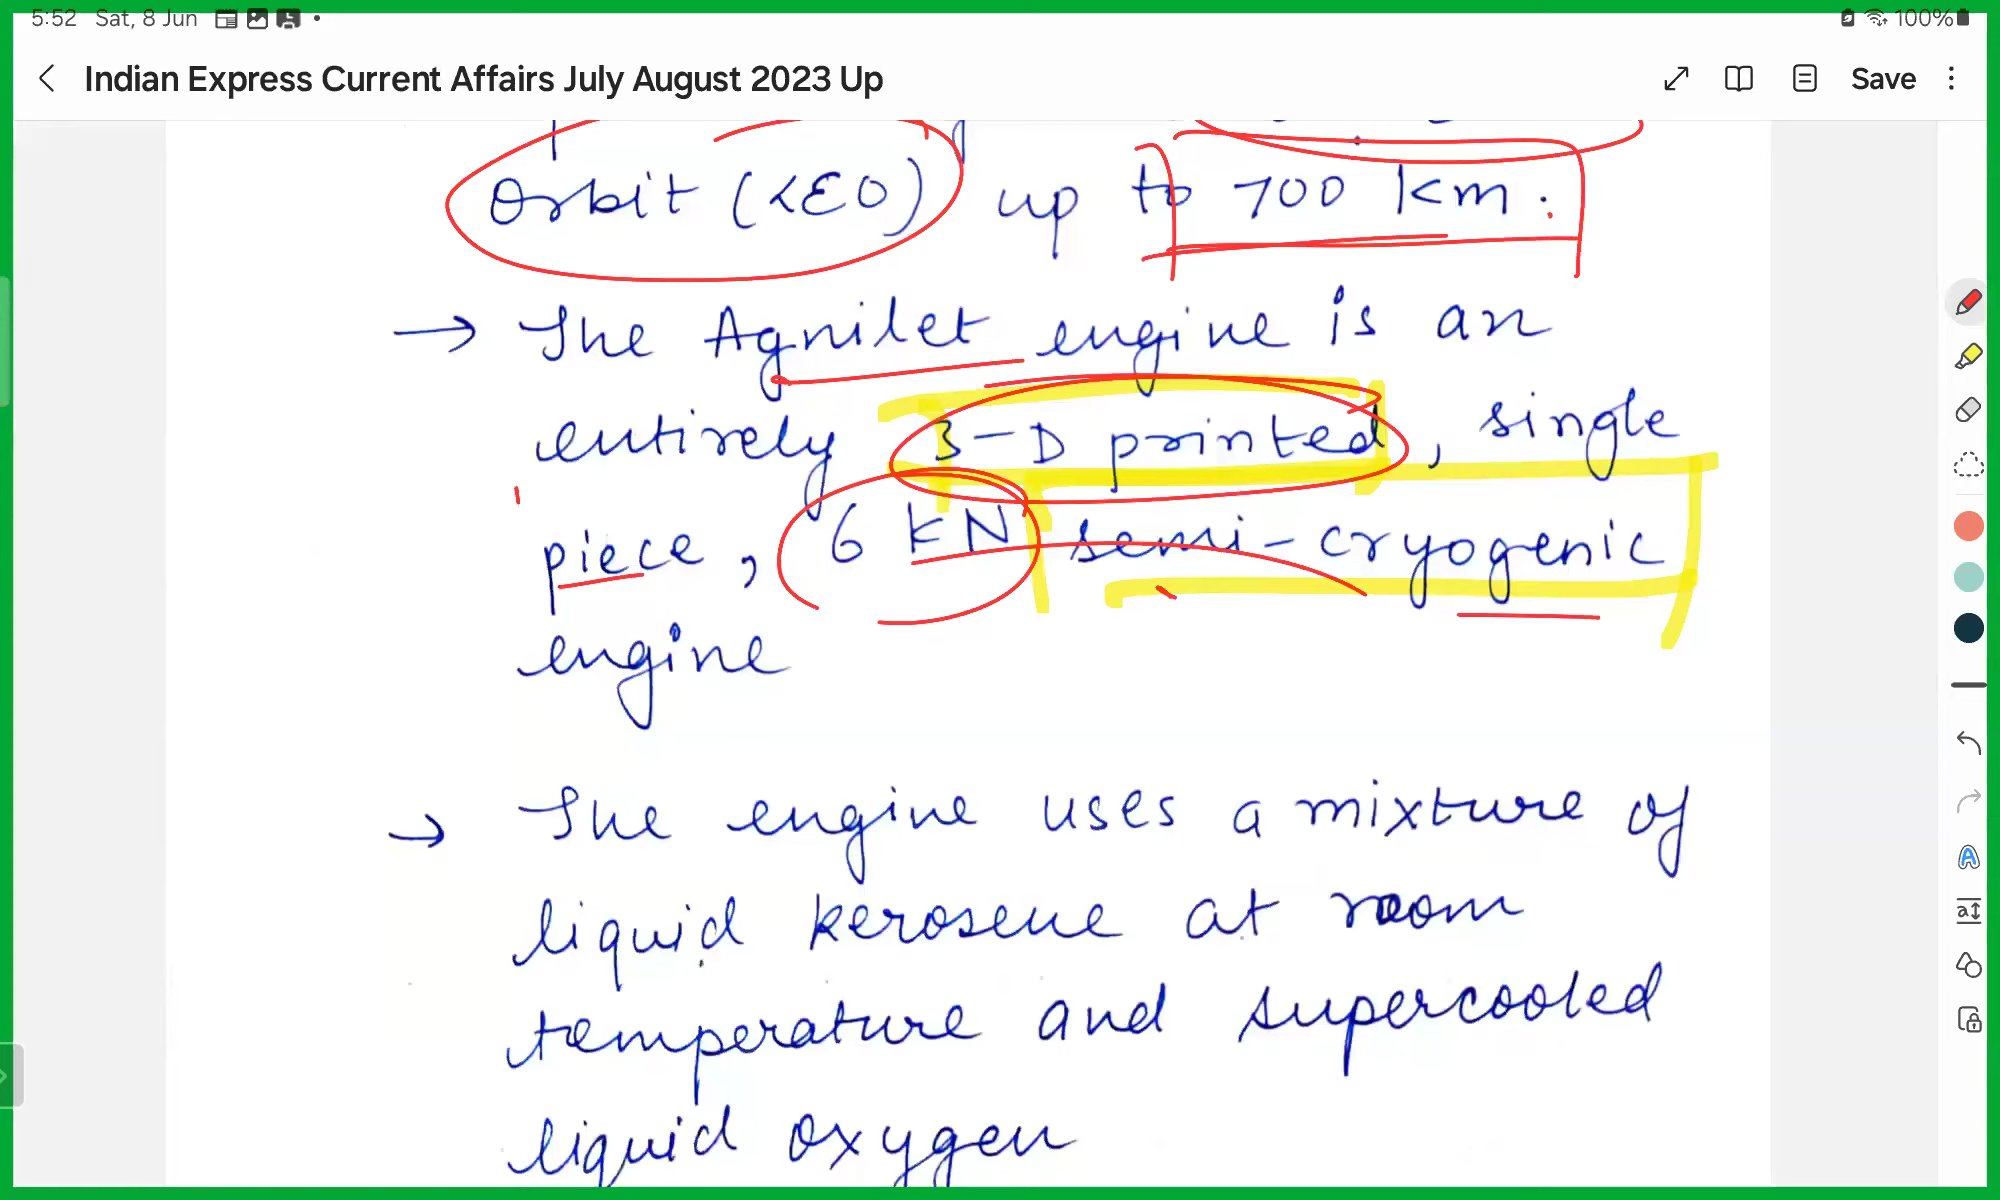 5:52 Sat, 8 Jun 100%
Indian Express Current Affairs July August 2023 Up
Save
Orbit (LEO) up to 700 km.
→ The Agnilet engine is an
entirely 3-D printed, single
piece, 6 kN semi-cryogenic
engine
→ The engine uses a mixture of
liquid kerosene at room
temperature and supercooled
liquid oxygen